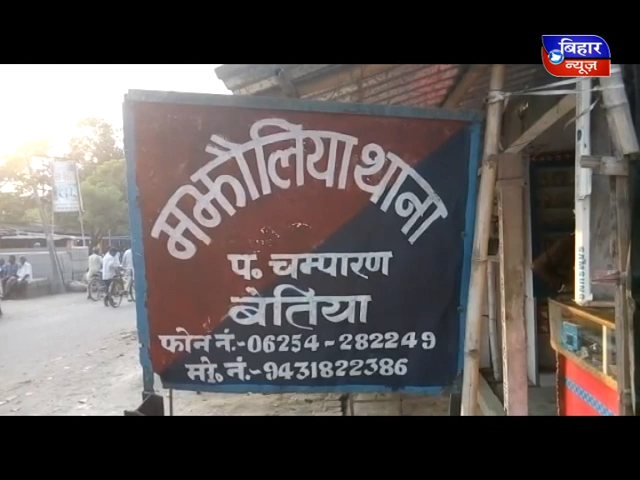 बिहार
न्यूज़
मझौलिया थाना
प. चम्पारण
बेतिया
फोन नं.-06254-282249
मो. नं.-9431822386